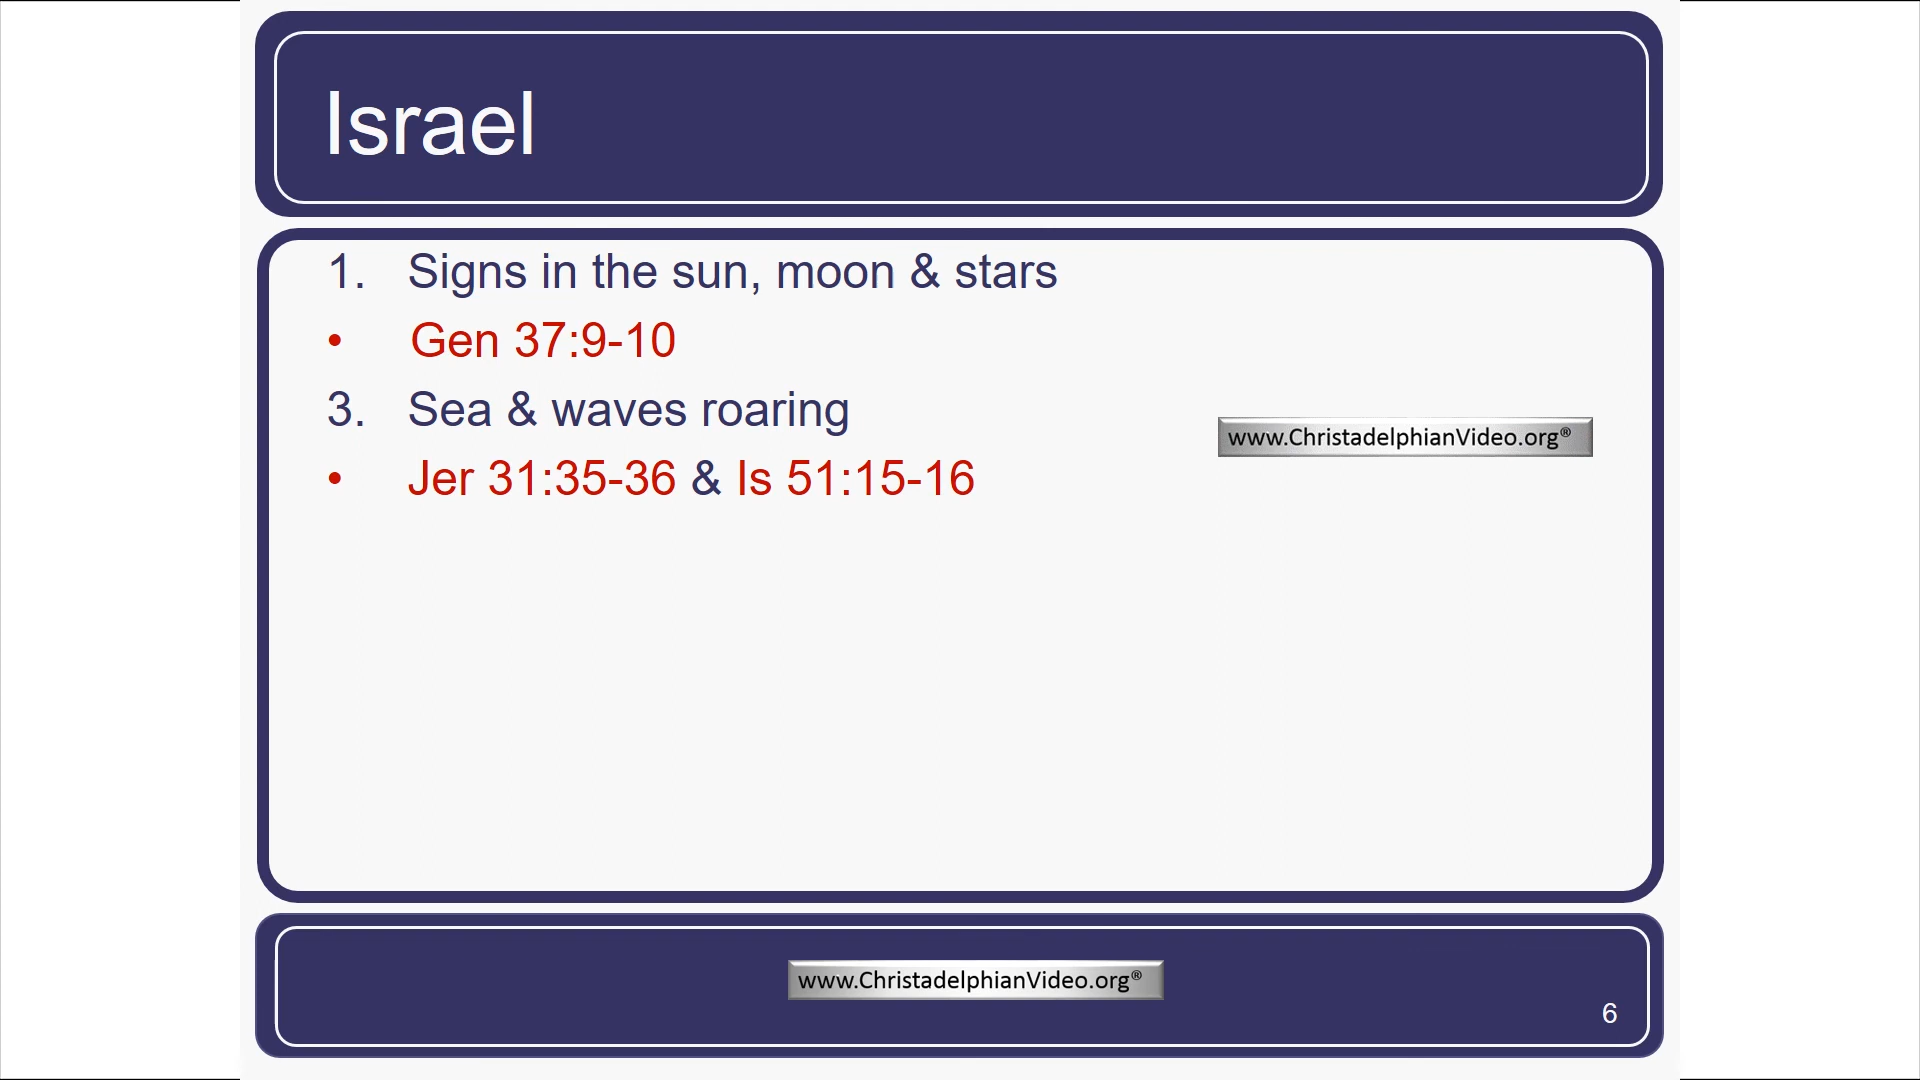 Israel
1. Signs in the sun, moon & stars
• Gen 37:9-10
3. Sea & waves roaring
www.ChristadelphianVideo.org®
• Jer 31:35-36 & Is 51:15-16
www.ChristadelphianVideo.org®
6